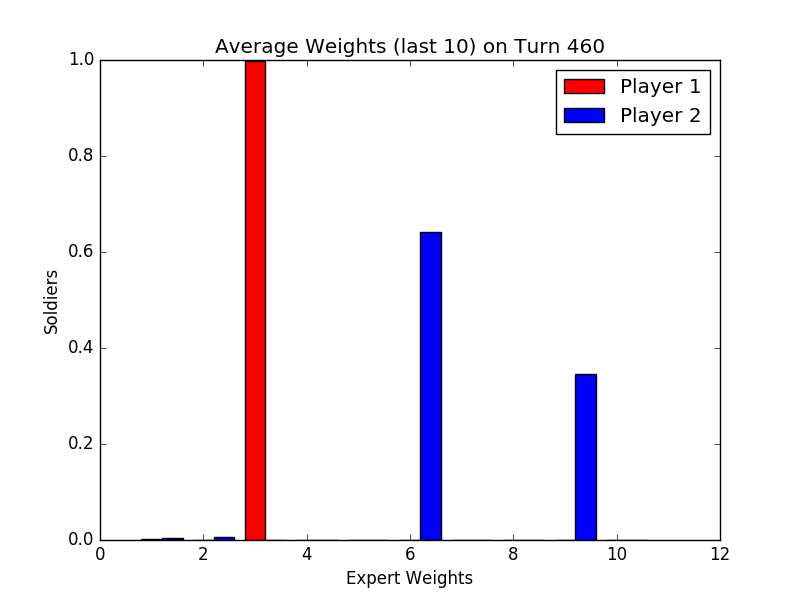 Average Weights (last 10) on Turn 460
Player 1
Player 2
1.0
0.8
0.6
0.4
0.2
0.0
Soldiers
0 2 4 6 8 10 12
Expert Weights